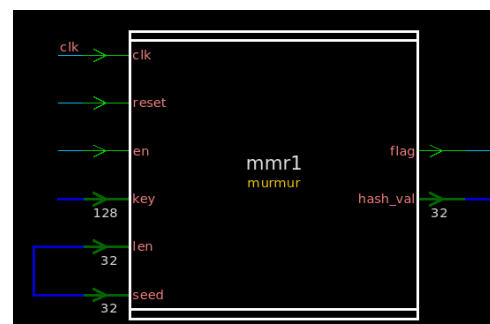 clk
clk
reset
en
mmr1
flag
murmur
key
hash_val
128
32
len
32
seed
32